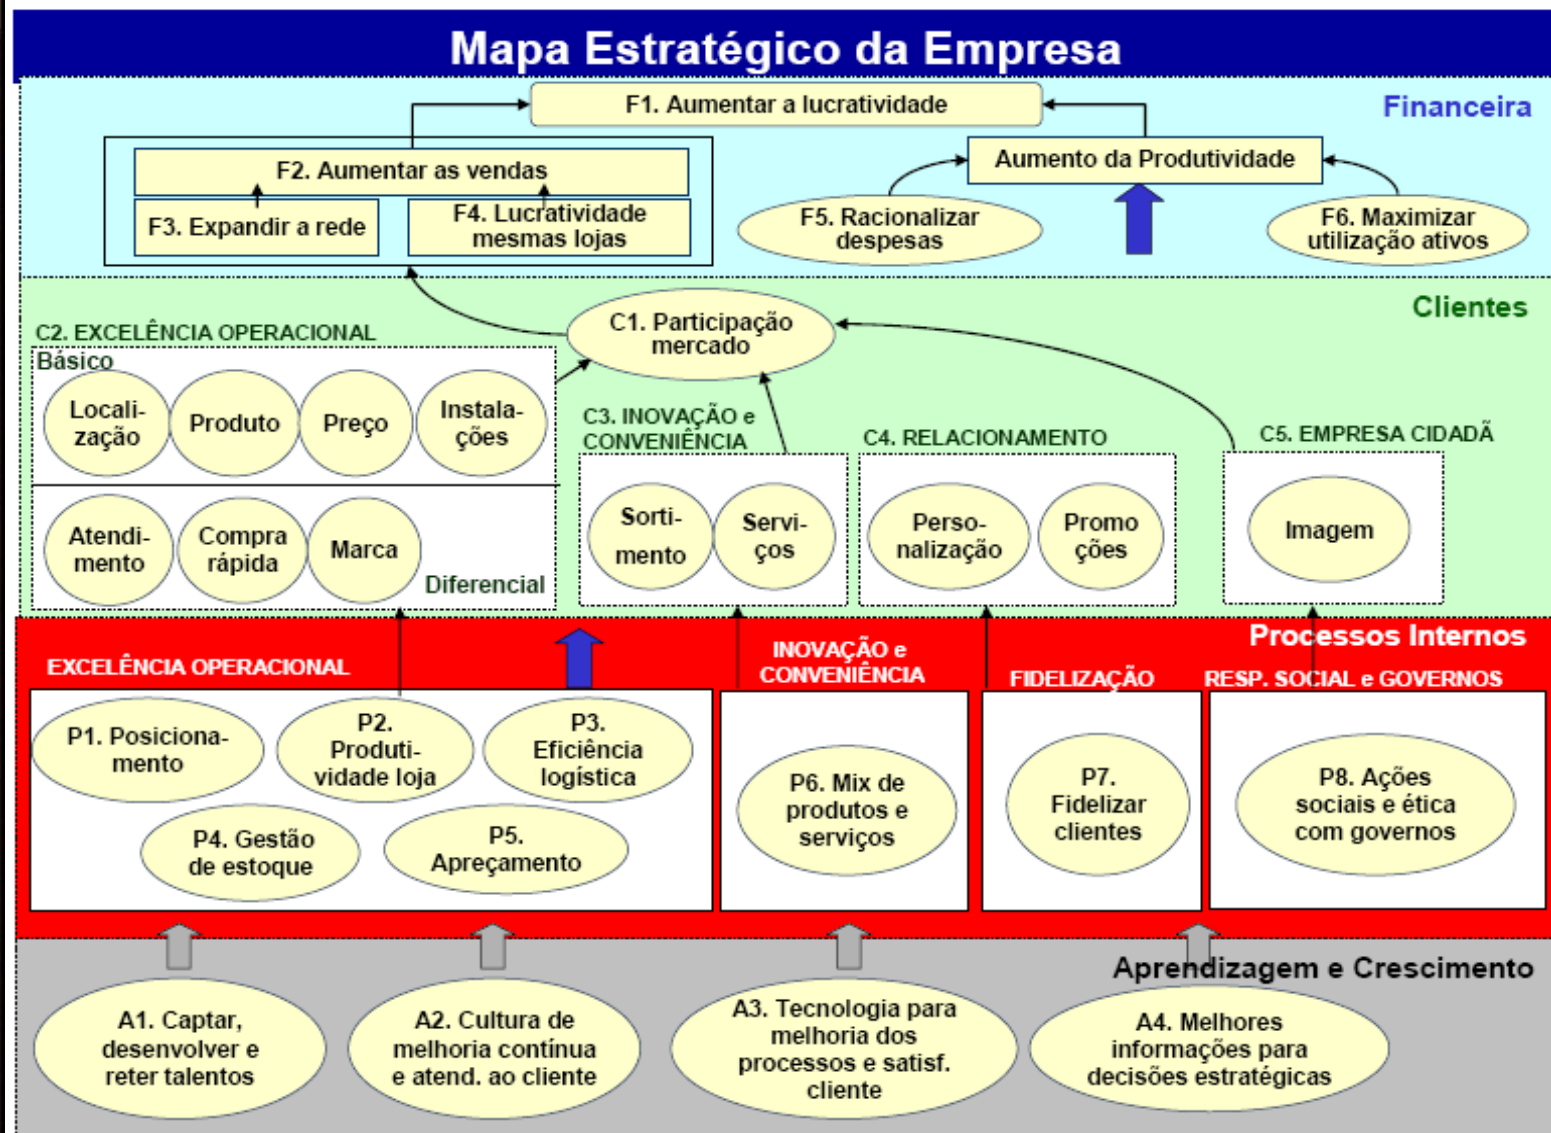 Mapa Estratégico da Empresa
Financeira
F1. Aumentar a lucratividade
F2. Aumentar as vendas
F3. Expandir a rede
F4. Lucratividade
mesmas lojas
Aumento da Produtividade
F5. Racionalizar
despesas
F6. Maximizar
utilização ativos
Clientes
C1. Participação
mercado
C2. EXCELÊNCIA OPERACIONAL
Básico
Locali-
zação
Produto
Preço
Instala-
ções
Atendi-
mento
Compra
rápida
Marca
Diferencial
C3. INOVAÇÃO e
CONVENIÊNCIA
Sorti-
mento
Servi-
ços
C4. RELACIONAMENTO
Perso-
nalização
Promo
ções
C5. EMPRESA CIDADÃ
Imagem
Processos Internos
EXCELÊNCIA OPERACIONAL
P1. Posiciona-
mento
P2.
Produti-
vidade loja
P3.
Eficiência
logística
P4. Gestão
de estoque
P5.
Apreçamento
INOVAÇÃO e
CONVENIÊNCIA
P6. Mix de
produtos e
serviços
FIDELIZAÇÃO
P7.
Fidelizar
clientes
RESP. SOCIAL e GOVERNOS
P8. Ações
sociais e ética
com governos
Aprendizagem e Crescimento
A1. Captar,
desenvolver e
reter talentos
A2. Cultura de
melhoria contínua
e atend. ao cliente
A3. Tecnologia para
melhoria dos
processos e satisf.
cliente
A4. Melhores
informações para
decisões estratégicas